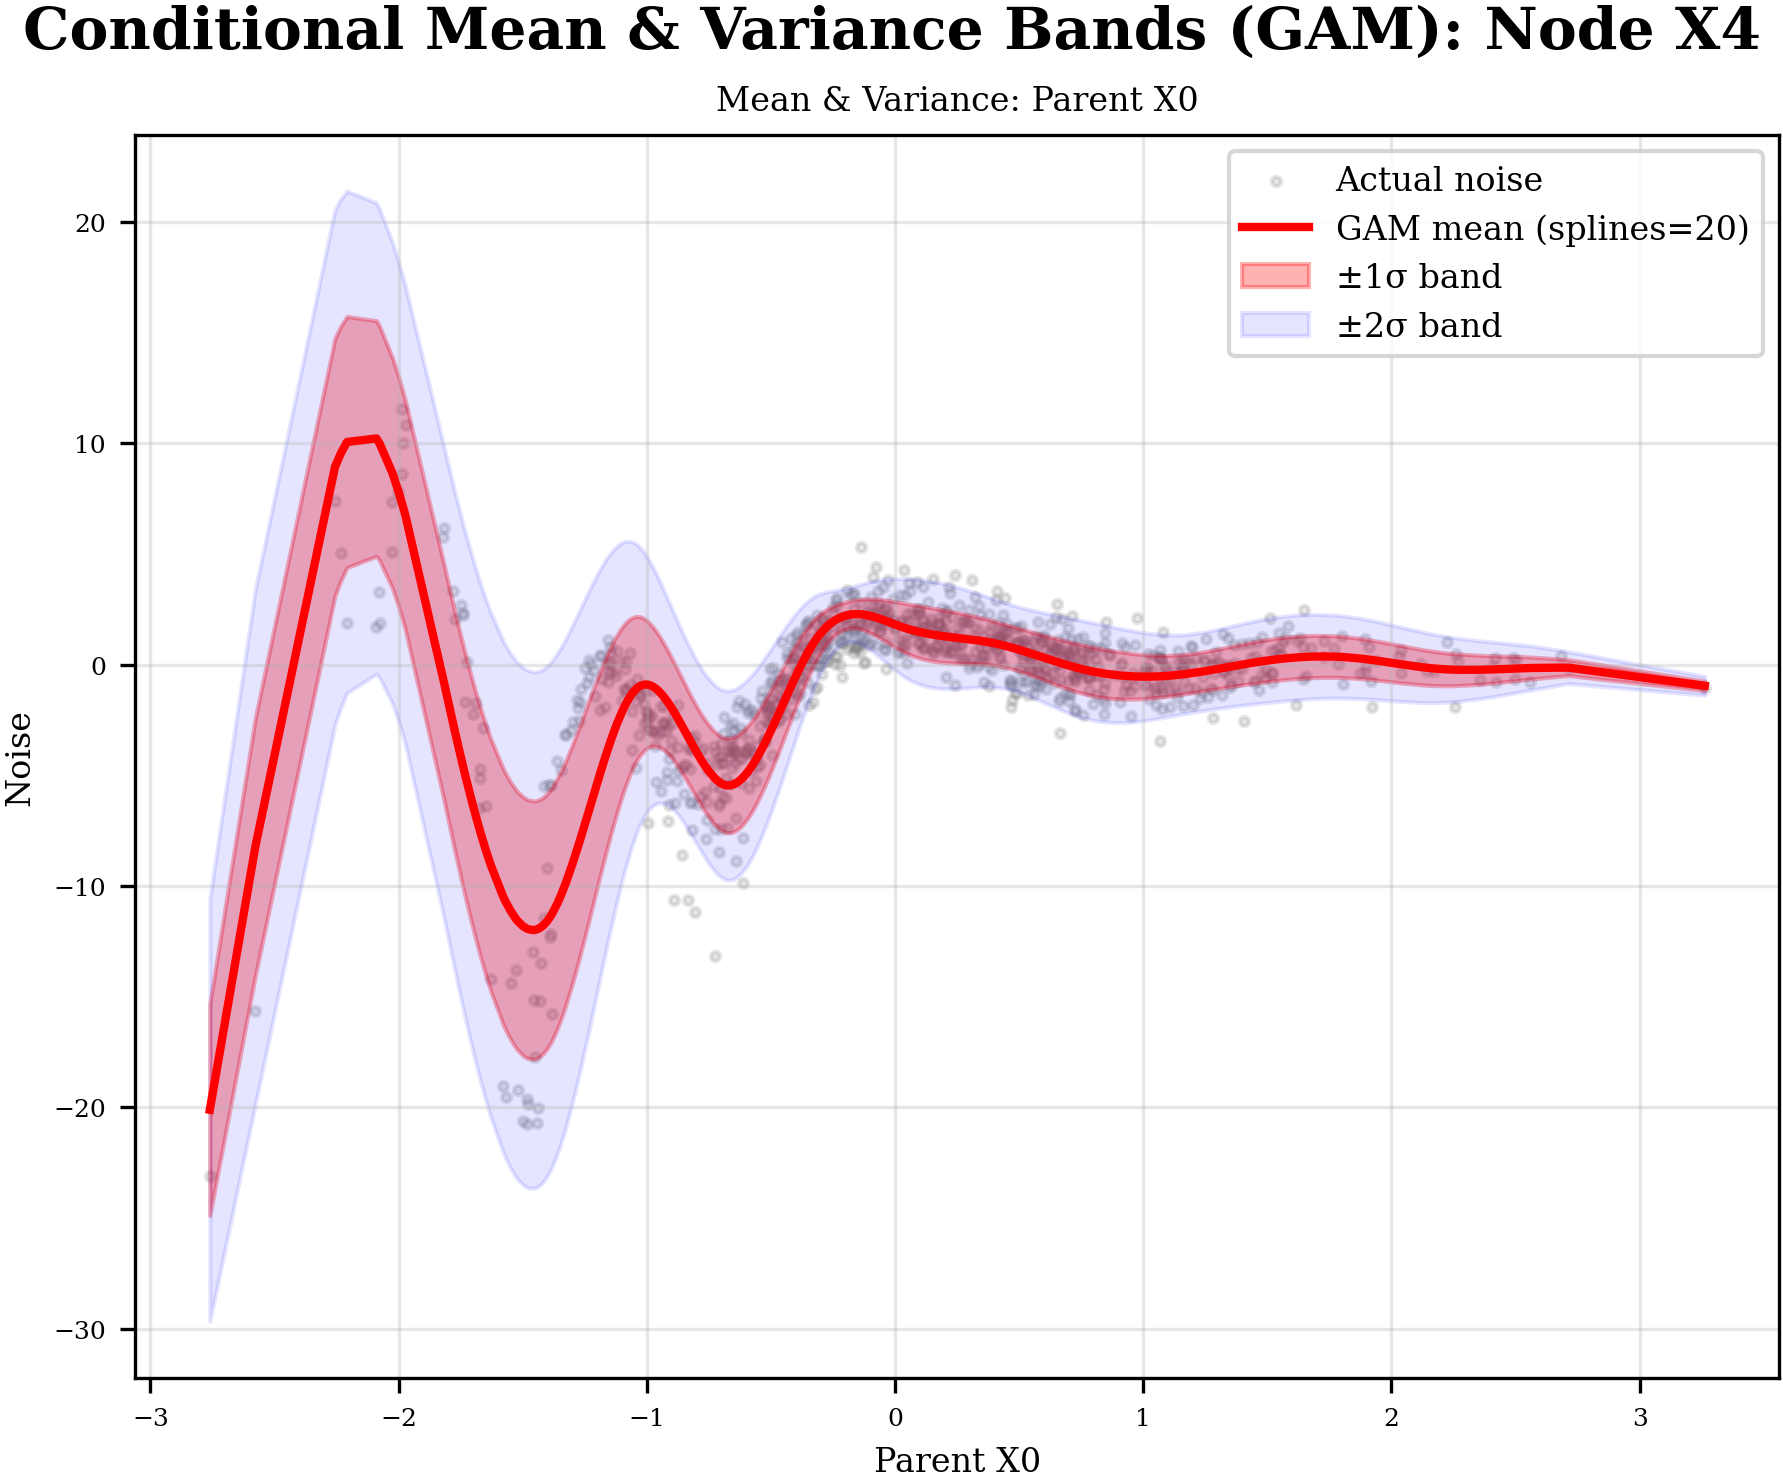 Conditional Mean & Variance Bands (GAM): Node X4
Mean & Variance: Parent X0
Actual noise
GAM mean (splines=20)
±1σ band
±2σ band
Noise
20
10
0
−10
−20
−30
−3
−2
−1
0
1
2
3
Parent X0